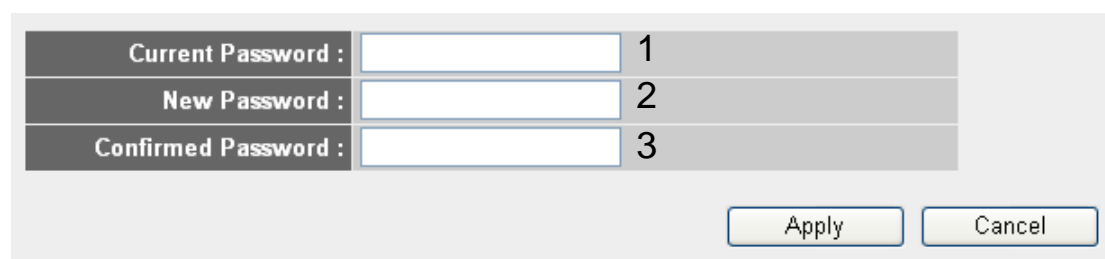 Current Password : 1
New Password : 2
Confirmed Password : 3
Apply Cancel